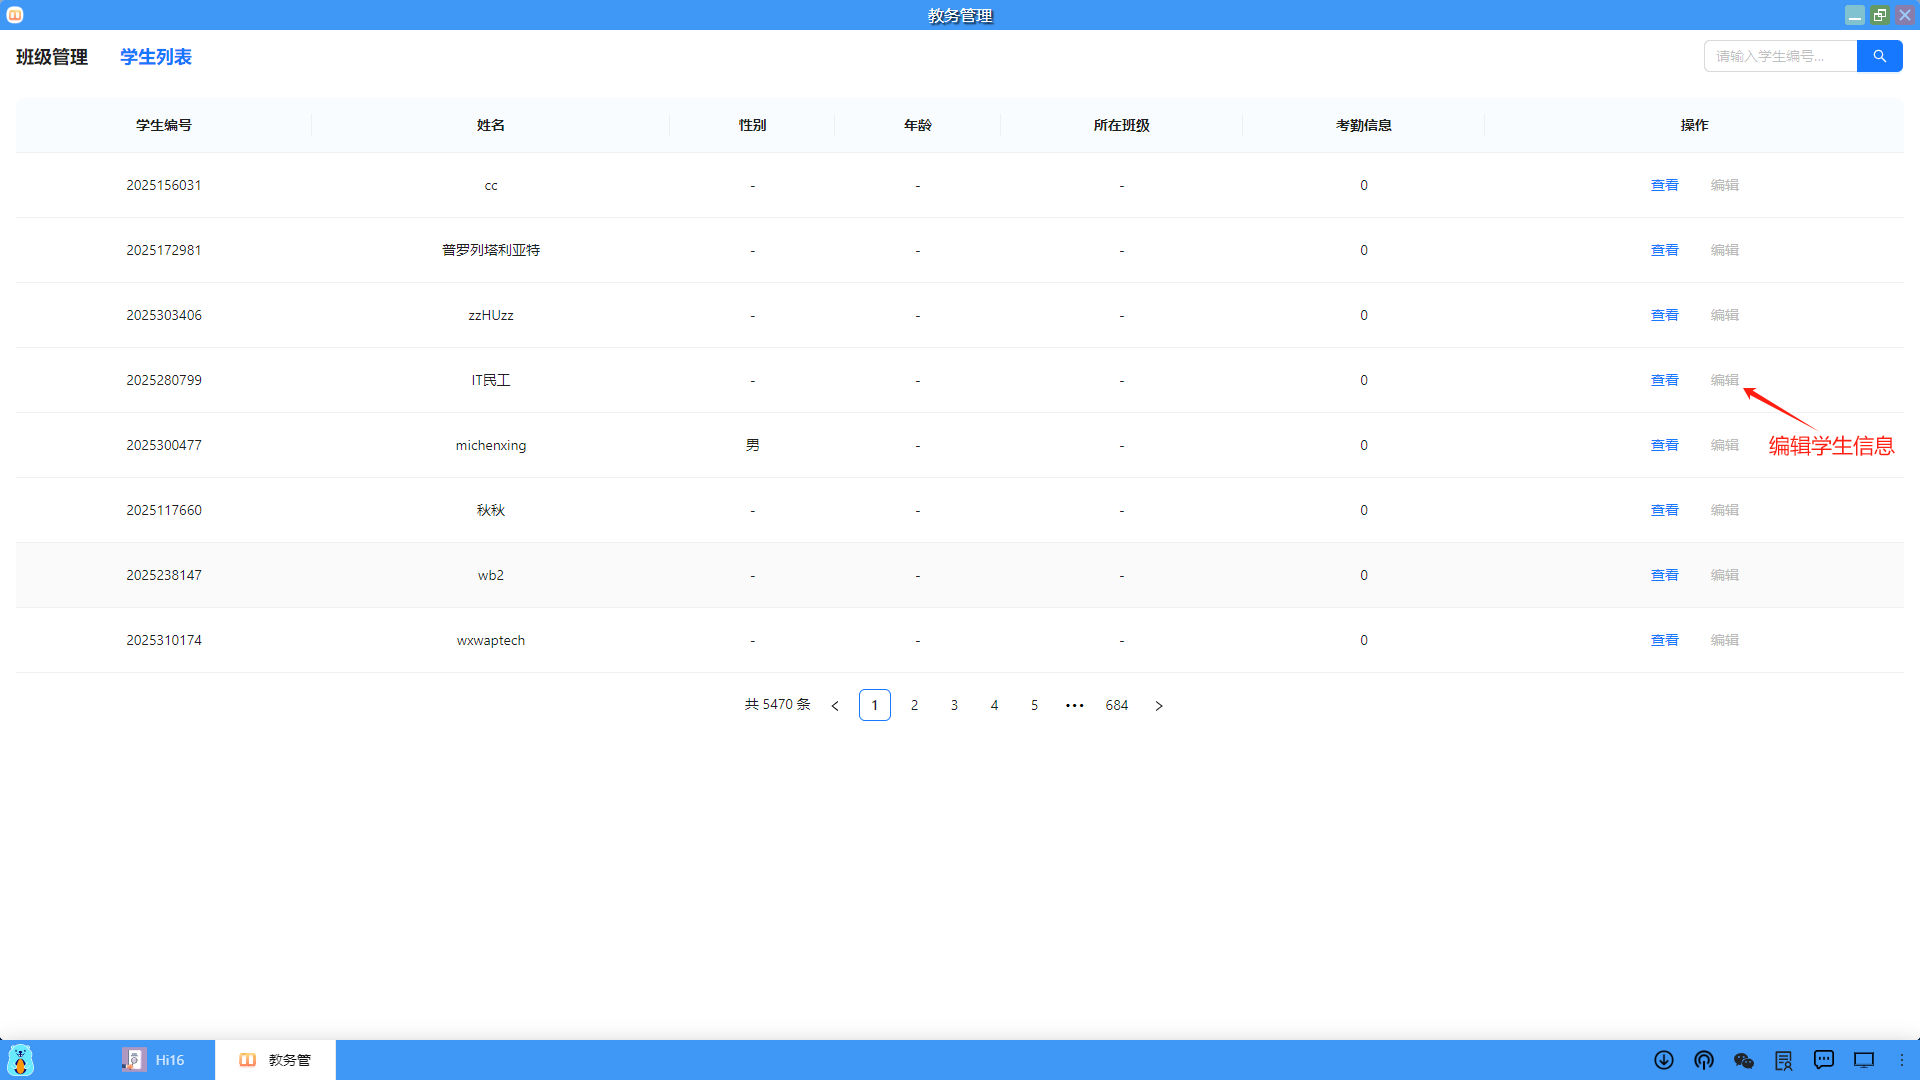 教务管理
班级管理 学生列表 请输入学生编号...
学生编号 姓名 性别 年龄 所在班级 考勤信息 操作
2025156031 cc - - - 0 查看 编辑
2025172981 普罗列塔利亚特 - - - 0 查看 编辑
2025303406 zzHUzz - - - 0 查看 编辑
2025280799 IT民工 - - - 0 查看 编辑
2025300477 michenxing 男 - - 0 查看 编辑 编辑学生信息
2025117660 秋秋 - - - 0 查看 编辑
2025238147 wb2 - - - 0 查看 编辑
2025310174 wxwaptech - - - 0 查看 编辑
共 5470 条 < 1 2 3 4 5 ••• 684 >
Hi16 教务管